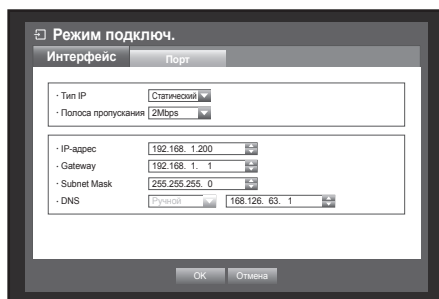 Режим подключ.
Интерфейс Порт
· Тип IP Статический
· Полоса пропускания 2Mbps
· IP-адрес 192.168. 1.200
· Gateway 192.168. 1. 1
· Subnet Mask 255.255.255. 0
· DNS Ручной 168.126. 63. 1
OK Отмена